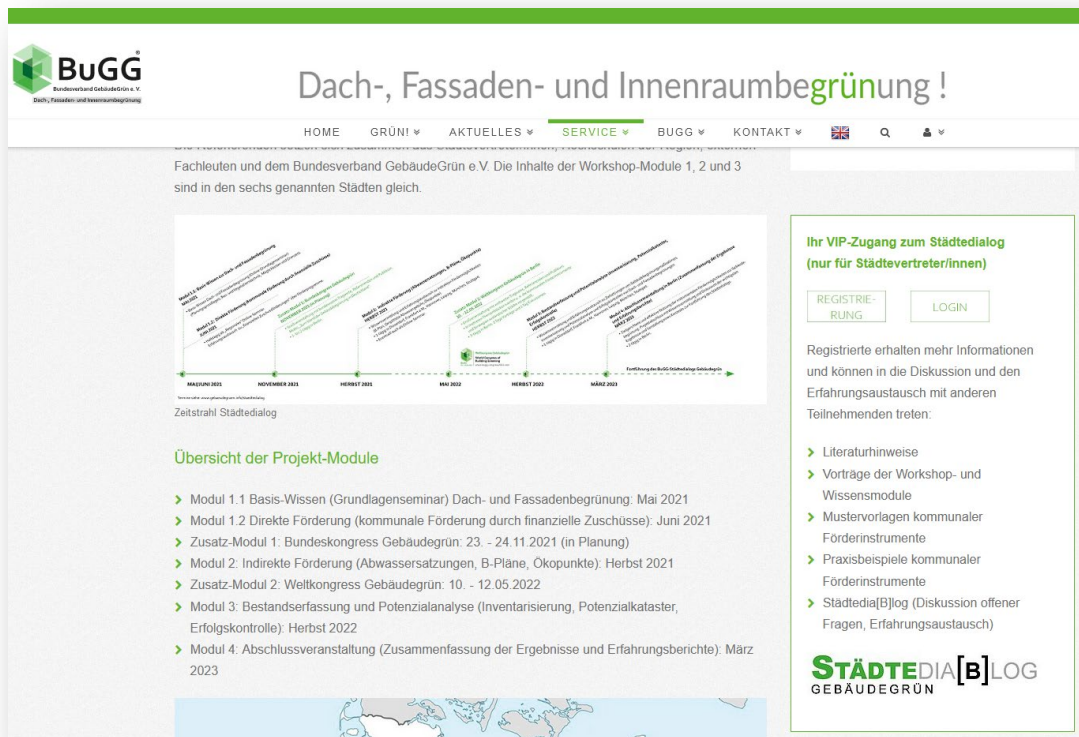 BuGG
®
Bundesverband GebäudeGrün e. V.
Dach-, Fassaden- und Innenraumbegrünung
Dach-, Fassaden- und Innenraumbegrünung !
HOME GRÜN! AKTUELLES SERVICE BUGG KONTAKT
Fachleuten und dem Bundesverband GebäudeGrün e.V. Die Inhalte der Workshop-Module 1, 2 und 3
sind in den sechs genannten Städten gleich.
MAI/JUNI 2021 NOVEMBER 2021 HERBST 2021 MAI 2022 HERBST 2022 MÄRZ 2023
Fortführung des BuGG-Städtedialogs Gebäudegrün
Zeitstrahl Städtedialog
Übersicht der Projekt-Module
Modul 1.1 Basis-Wissen (Grundlagenseminar) Dach- und Fassadenbegrünung: Mai 2021
Modul 1.2 Direkte Förderung (kommunale Förderung durch finanzielle Zuschüsse): Juni 2021
Zusatz-Modul 1: Bundeskongress Gebäudegrün: 23. - 24.11.2021 (in Planung)
Modul 2: Indirekte Förderung (Abwassersatzungen, B-Pläne, Ökopunkte): Herbst 2021
Zusatz-Modul 2: Weltkongress Gebäudegrün: 10. - 12.05.2022
Modul 3: Bestandserfassung und Potenzialanalyse (Inventarisierung, Potenzialkataster,
Erfolgskontrolle): Herbst 2022
Modul 4: Abschlussveranstaltung (Zusammenfassung der Ergebnisse und Erfahrungsberichte): März
2023
Ihr VIP-Zugang zum Städtedialog
(nur für Städtevertreter/innen)
REGISTRIE-
RUNG
LOGIN
Registrierte erhalten mehr Informationen
und können in die Diskussion und den
Erfahrungsaustausch mit anderen
Teilnehmenden treten:
Literaturhinweise
Vorträge der Workshop- und
Wissensmodule
Mustervorlagen kommunaler
Förderinstrumente
Praxisbeispiele kommunaler
Förderinstrumente
Städtedia[B]log (Diskussion offener
Fragen, Erfahrungsaustausch)
STÄDTEDIA[B]LOG
GEBÄUDEGRÜN